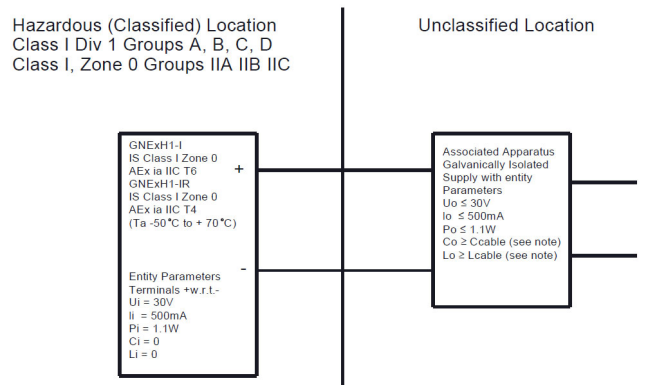 Hazardous (Classified) Location
Class I Div 1 Groups A, B, C, D
Class I, Zone 0 Groups IIA IIB IIC
Unclassified Location
GNExH1-I
IS Class I Zone 0
AEx ia IIC T6
GNExH1-IR
IS Class I Zone 0
AEx ia IIC T4
(Ta -50°C to + 70°C)
+
-
Entity Parameters
Terminals +w.r.t.-
Ui = 30V
Ii = 500mA
Pi = 1.1W
Ci = 0
Li = 0
Associated Apparatus
Galvanically Isolated
Supply with entity
Parameters
Uo ≤ 30V
Io ≤ 500mA
Po ≤ 1.1W
Co ≥ Ccable (see note)
Lo ≥ Lcable (see note)